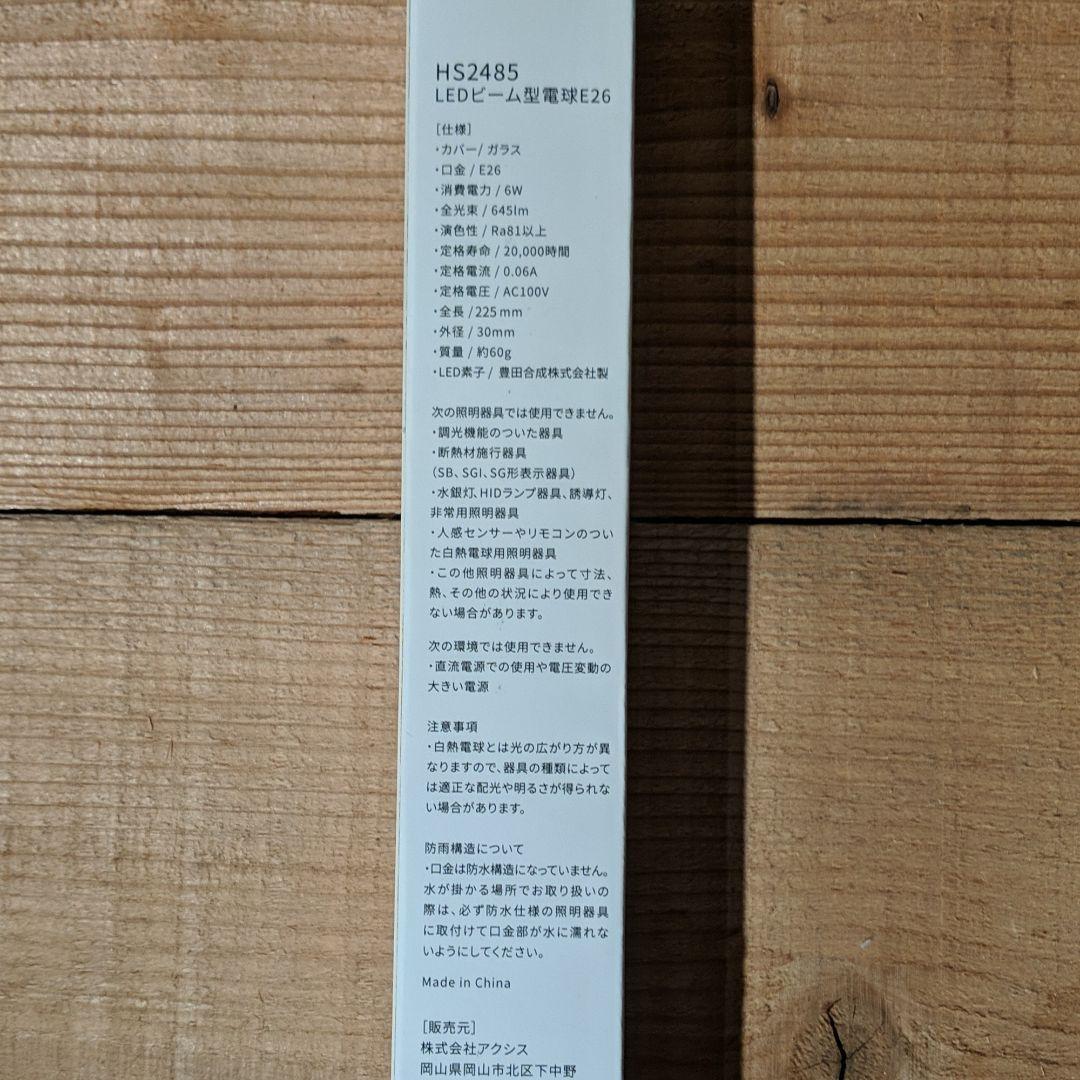 HS2485
LEDビーム型電球E26
［仕様］
・カバー/ ガラス
・口金 / E26
・消費電力 / 6W
・全光束 / 645lm
・演色性 / Ra81以上
・定格寿命 / 20,000時間
・定格電流 / 0.06A
・定格電圧 / AC100V
・全長 /225mm
・外径 / 30mm
・質量 / 約60g
・LED素子 / 豊田合成株式会社製
次の照明器具では使用できません。
・調光機能のついた器具
・断熱材施行器具
（SB、SGI、SG形表示器具）
・水銀灯、HIDランプ器具、誘導灯、
非常用照明器具
・人感センサーやリモコンのつい
た白熱電球用照明器具
・この他照明器具によって寸法、
熱、その他の状況により使用でき
ない場合があります。
次の環境では使用できません。
・直流電源での使用や電圧変動の
大きい電源
注意事項
・白熱電球とは光の広がり方が異
なりますので、器具の種類によって
は適正な配光や明るさが得られな
い場合があります。
防雨構造について
・口金は防水構造になっていません。
水が掛かる場所でお取り扱いの
際は、必ず防水仕様の照明器具
に取付けて口金部が水に濡れな
いようにしてください。
Made in China
［販売元］
株式会社アクシス
岡山県岡山市北区下中野